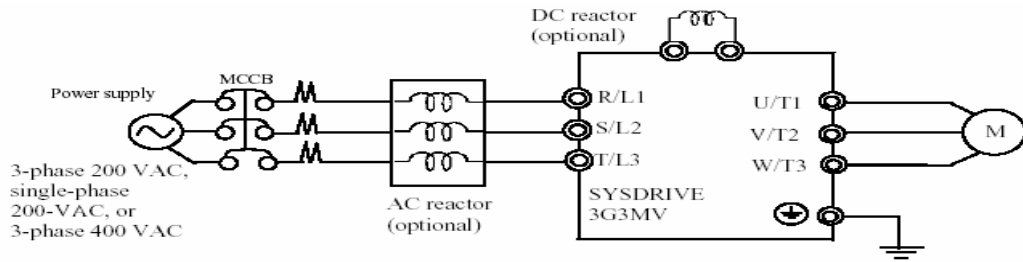 DC reactor
(optional)
MCCB
Power supply
3-phase 200 VAC,
single-phase
200-VAC, or
3-phase 400 VAC
AC reactor
(optional)
R/L1
S/L2
T/L3
SYSDRIVE
3G3MV
U/T1
V/T2
W/T3
M